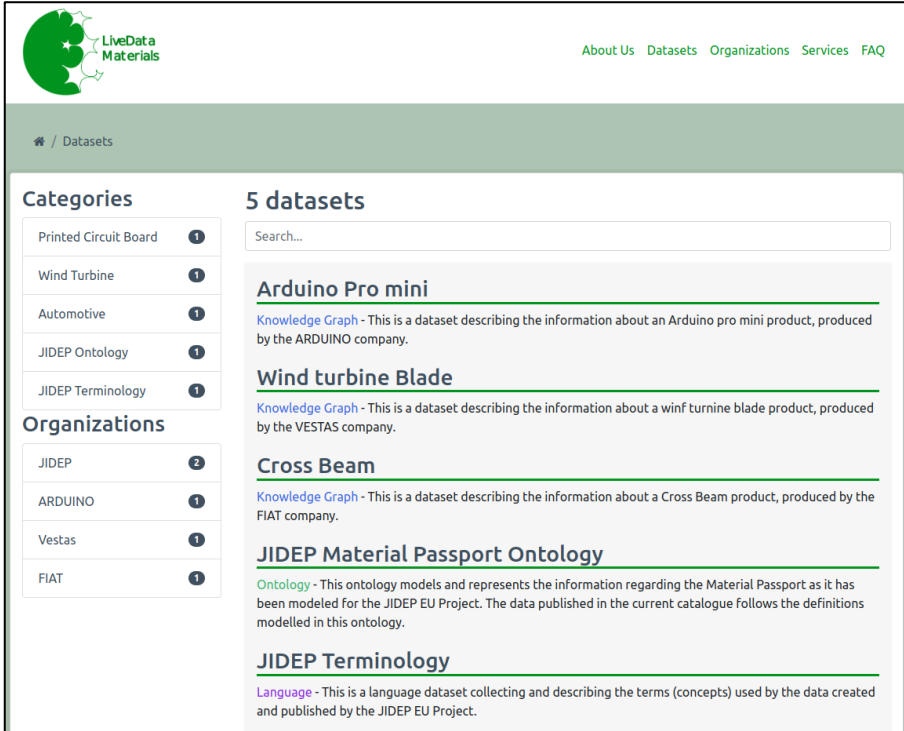 LiveData
Materials
About Us Datasets Organizations Services FAQ
/ Datasets
Categories
Printed Circuit Board 1
Wind Turbine 1
Automotive 1
JIDEP Ontology 1
JIDEP Terminology 1
Organizations
JIDEP 2
ARDUINO 1
Vestas 1
FIAT 1
5 datasets
Search...
Arduino Pro mini
Knowledge Graph - This is a dataset describing the information about an Arduino pro mini product, produced
by the ARDUINO company.
Wind turbine Blade
Knowledge Graph - This is a dataset describing the information about a winf turnine blade product, produced
by the VESTAS company.
Cross Beam
Knowledge Graph - This is a dataset describing the information about a Cross Beam product, produced by the
FIAT company.
JIDEP Material Passport Ontology
Ontology - This ontology models and represents the information regarding the Material Passport as it has
been modeled for the JIDEP EU Project. The data published in the current catalogue follows the definitions
modelled in this ontology.
JIDEP Terminology
Language - This is a language dataset collecting and describing the terms (concepts) used by the data created
and published by the JIDEP EU Project.